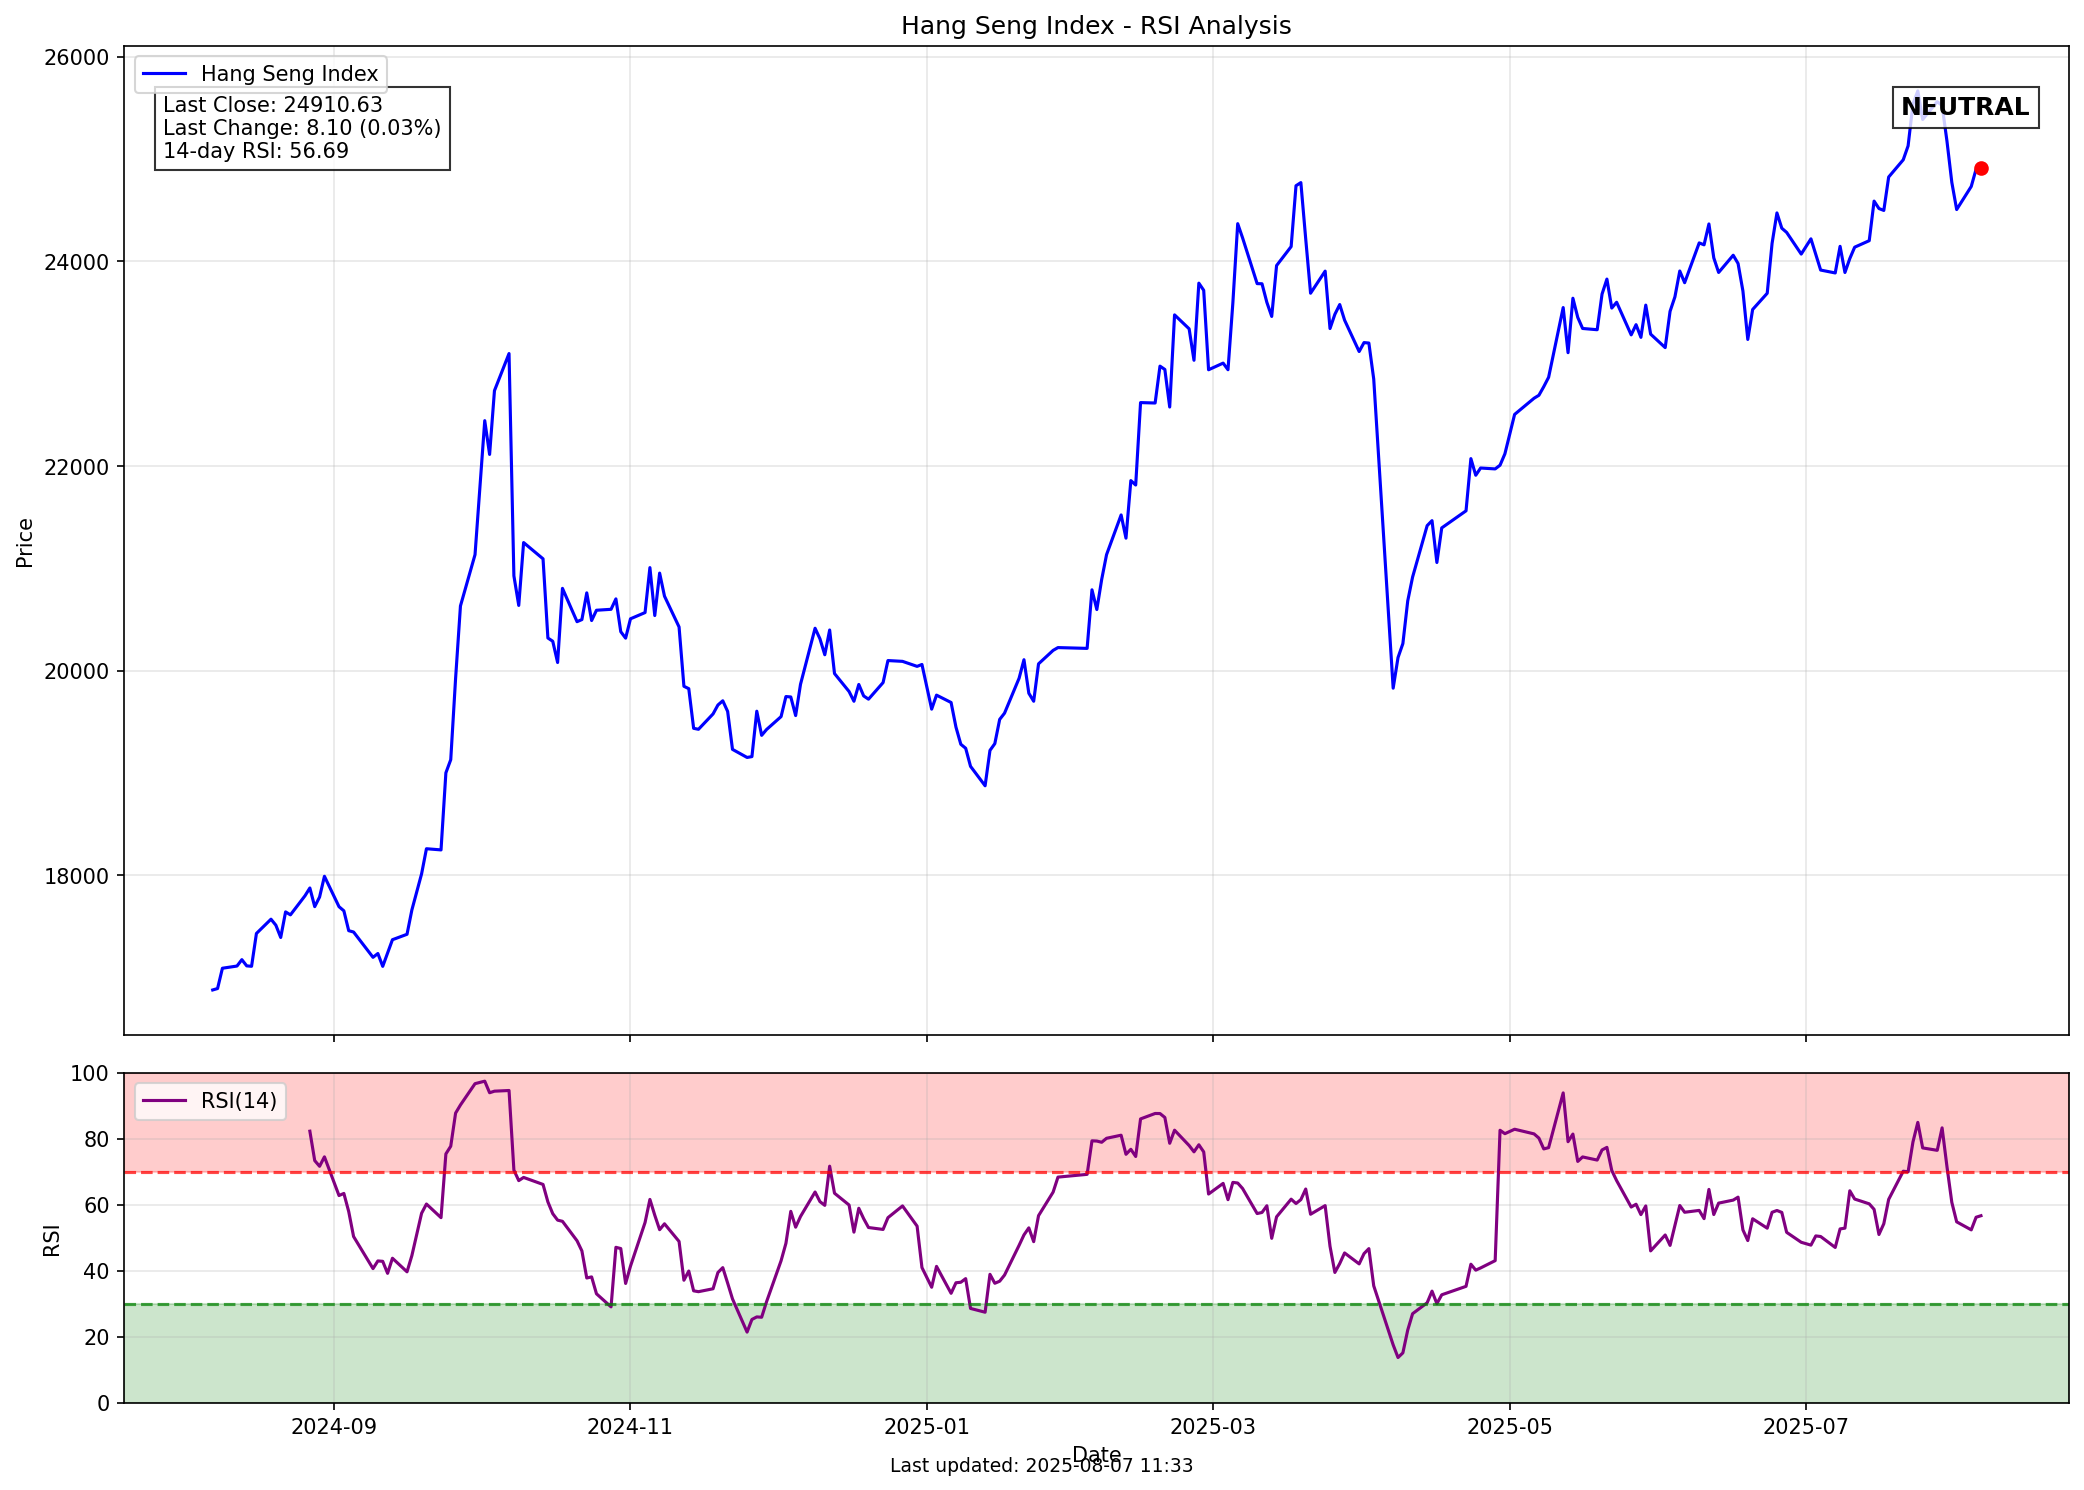 Hang Seng Index - RSI Analysis
26000
24000
22000
20000
18000
Price
Hang Seng Index
Last Close: 24910.63
Last Change: 8.10 (0.03%)
14-day RSI: 56.69
NEUTRAL
100
80
60
40
20
0
RSI
RSI(14)
2024-09
2024-11
2025-01
2025-03
2025-05
2025-07
Date
Last updated: 2025-08-07 11:33